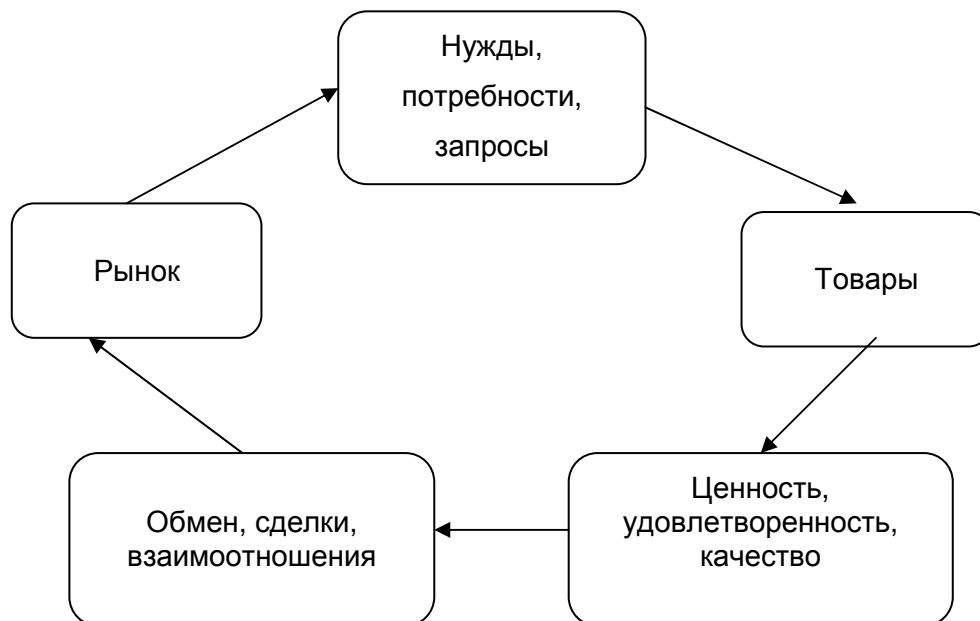 Нужды,
потребности,
запросы
Рынок
Товары
Обмен, сделки,
взаимоотношения
Ценность,
удовлетворенность,
качество